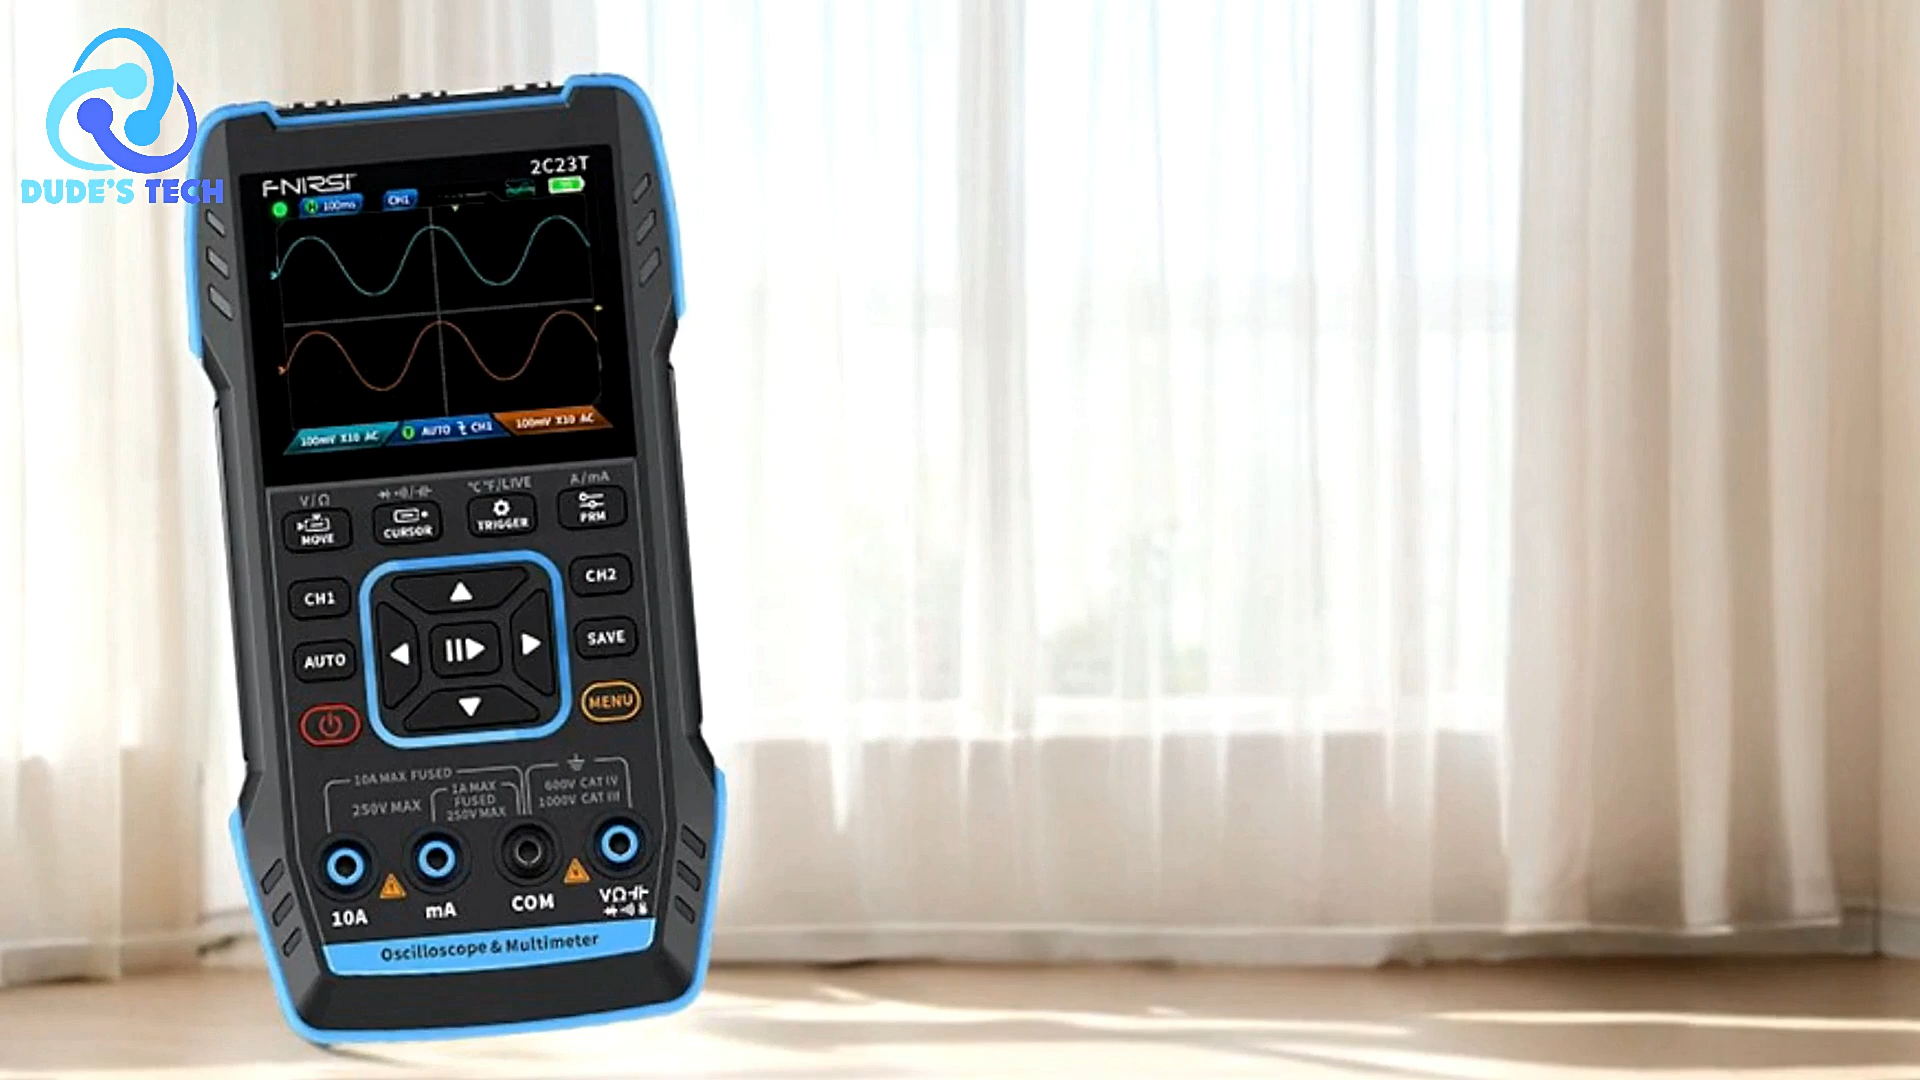 DUDE'S TECH
FNIRSI
2C23T
H 100ms
CH1
100mV X10 AC
T AUTO CH1
100mV X10 AC
V/Ω
°C°F/LIVE
A/mA
MOVE
CURSOR
TRIGGER
PRM
CH1
CH2
AUTO
SAVE
MENU
10A MAX FUSED
250V MAX
1A MAX
FUSED
250V MAX
600V CAT IV
1000V CAT III
10A
mA
COM
VΩ
Oscilloscope & Multimeter